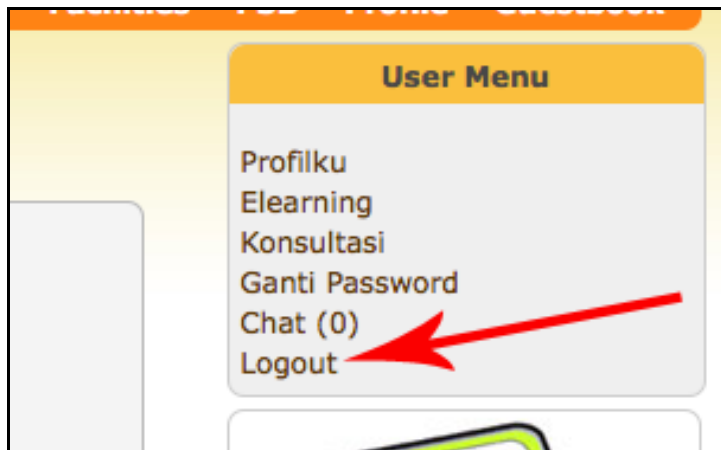 User Menu
Profilku
Elearning
Konsultasi
Ganti Password
Chat (0)
Logout